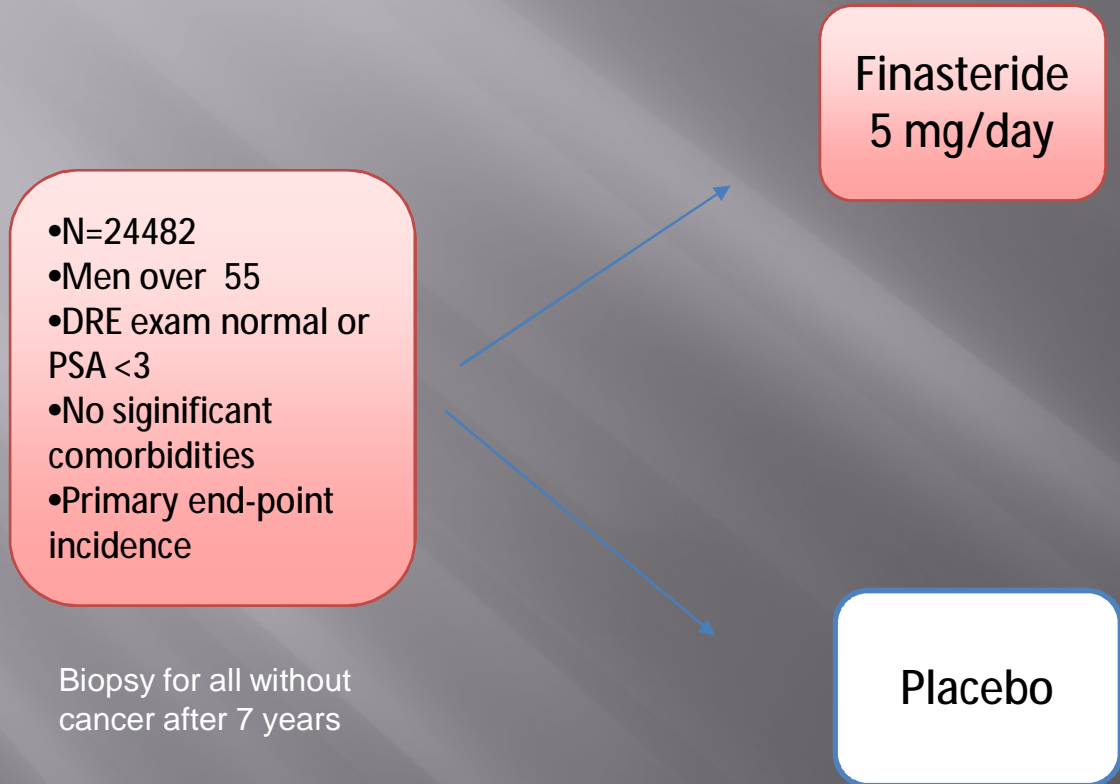 Finasteride
5 mg/day
•N=24482
•Men over 55
•DRE exam normal or
PSA <3
•No siginificant
comorbidities
•Primary end-point
incidence
Biopsy for all without
cancer after 7 years
Placebo